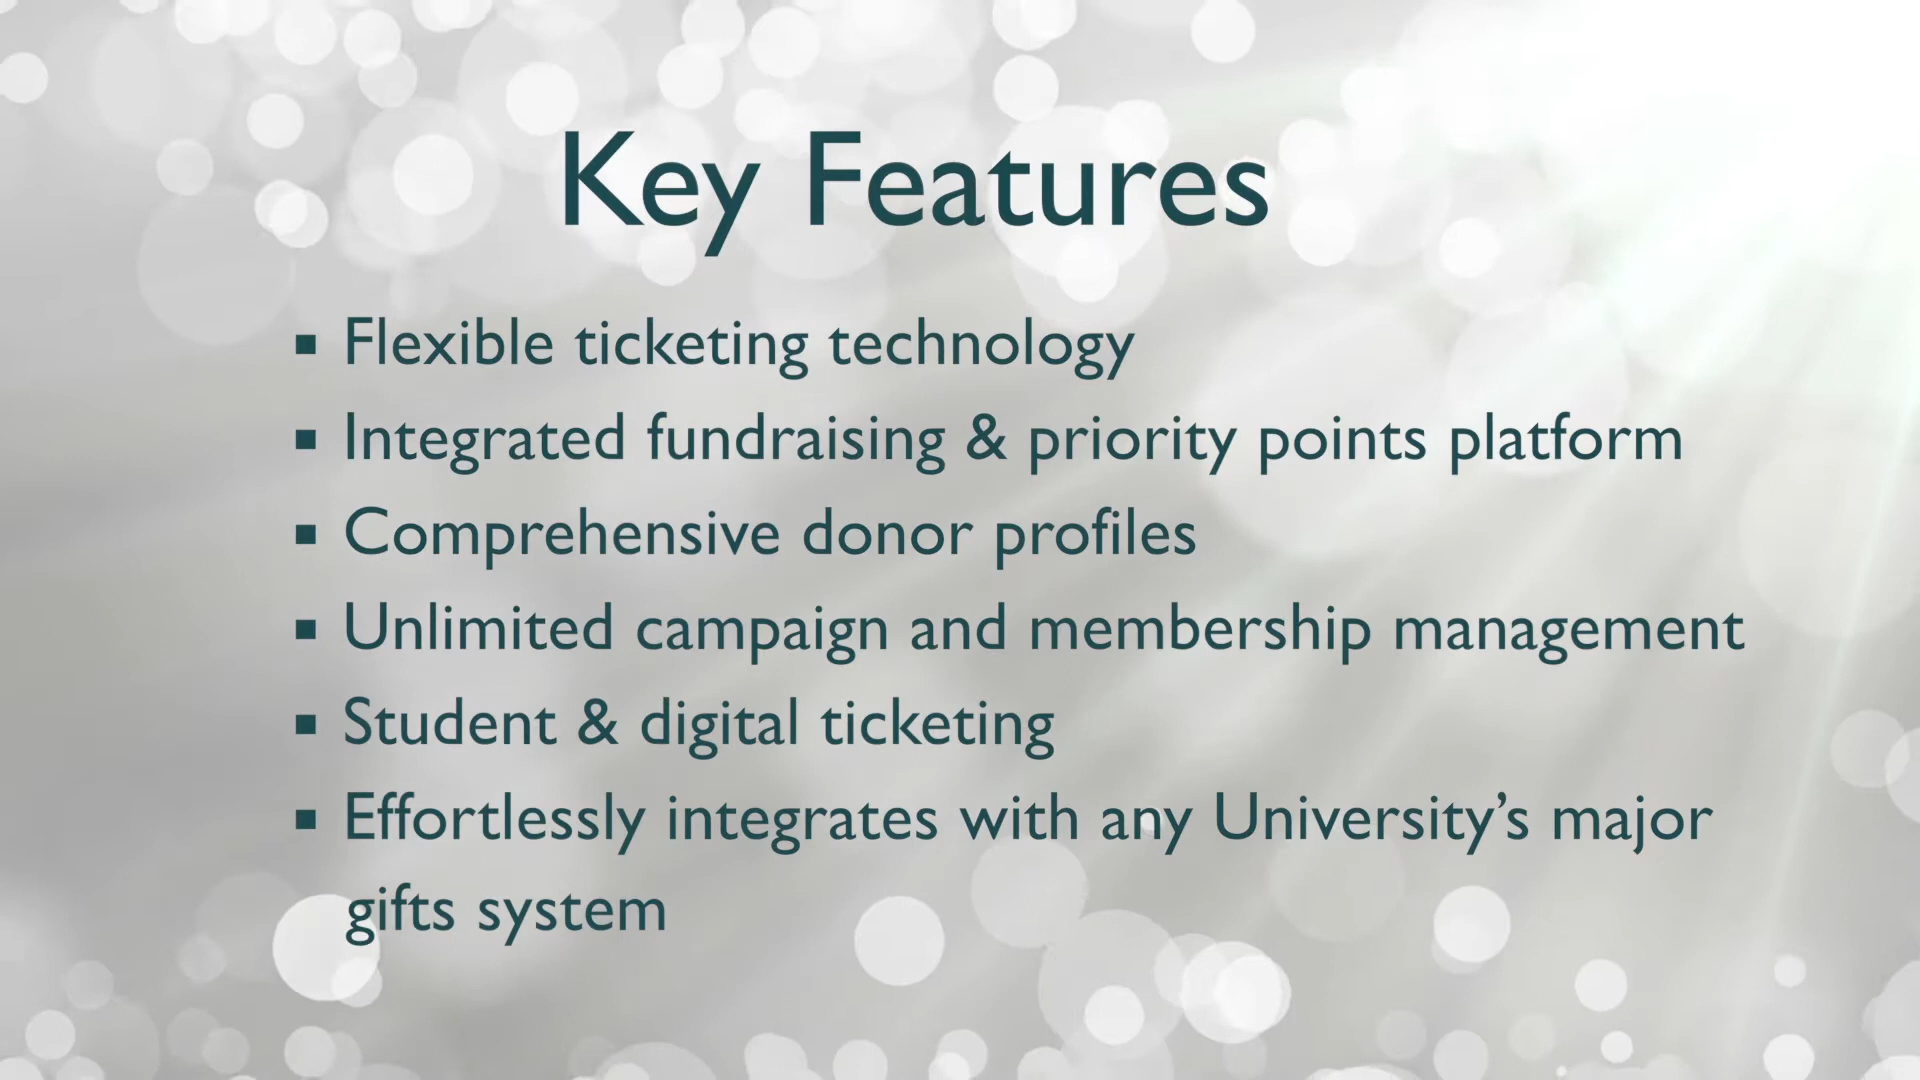 Key Features
▪ Flexible ticketing technology
▪ Integrated fundraising & priority points platform
▪ Comprehensive donor profiles
▪ Unlimited campaign and membership management
▪ Student & digital ticketing
▪ Effortlessly integrates with any University’s major
gifts system